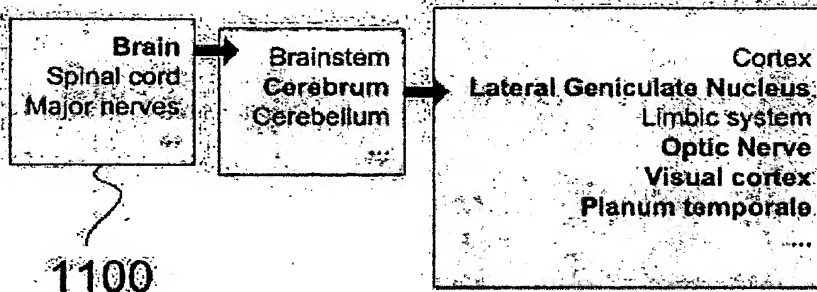 Brain
Spinal cord
Major nerves
...
Brainstem
Cerebrum
Cerebellum
...
Cortex
Lateral Geniculate Nucleus
Limbic system
Optic Nerve
Visual cortex
Planum temporale
....
1100